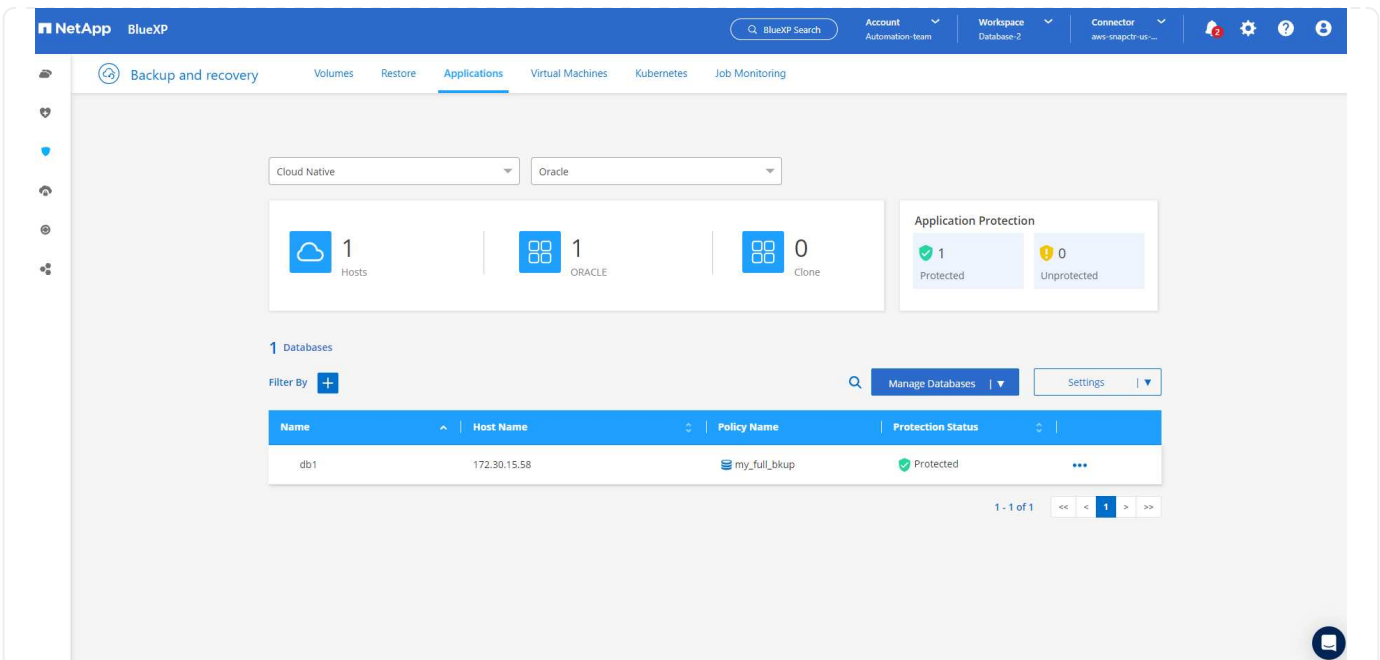 NetApp BlueXP
BlueXP Search
Account
Automation-team
Workspace
Database-2
Connector
aws-snapctr-us-...
2
Backup and recovery
Volumes Restore Applications Virtual Machines Kubernetes Job Monitoring
Cloud Native
Oracle
1
Hosts
1
ORACLE
0
Clone
Application Protection
1
Protected
0
Unprotected
1 Databases
Filter By +
Manage Databases
Settings
Name Host Name Policy Name Protection Status
db1 172.30.15.58 my_full_bkup Protected
1 - 1 of 1 << < 1 > >>